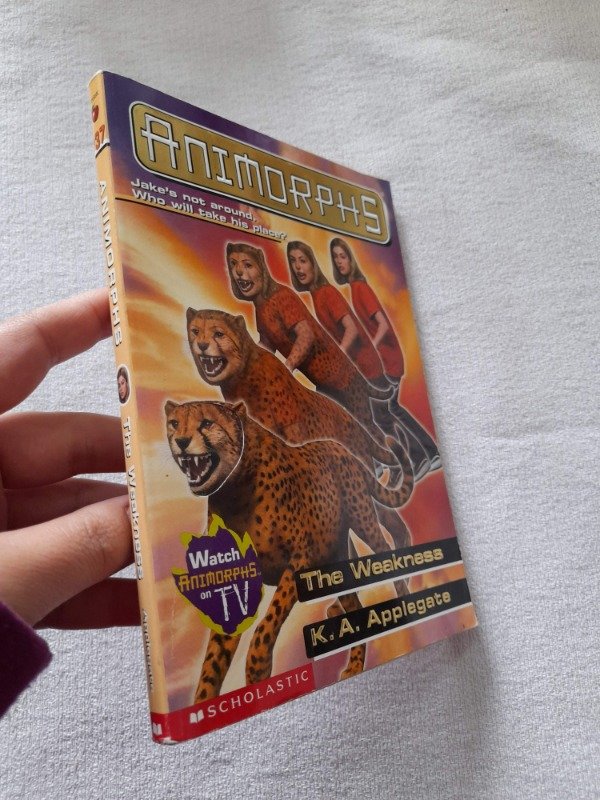 ANIMORPHS
Jake's not around.
Who will take his place?
Watch
ANIMORPHS
on
TV
The Weakness
K. A. Applegate
SCHOLASTIC
37
ANIMORPHS
The Weakness